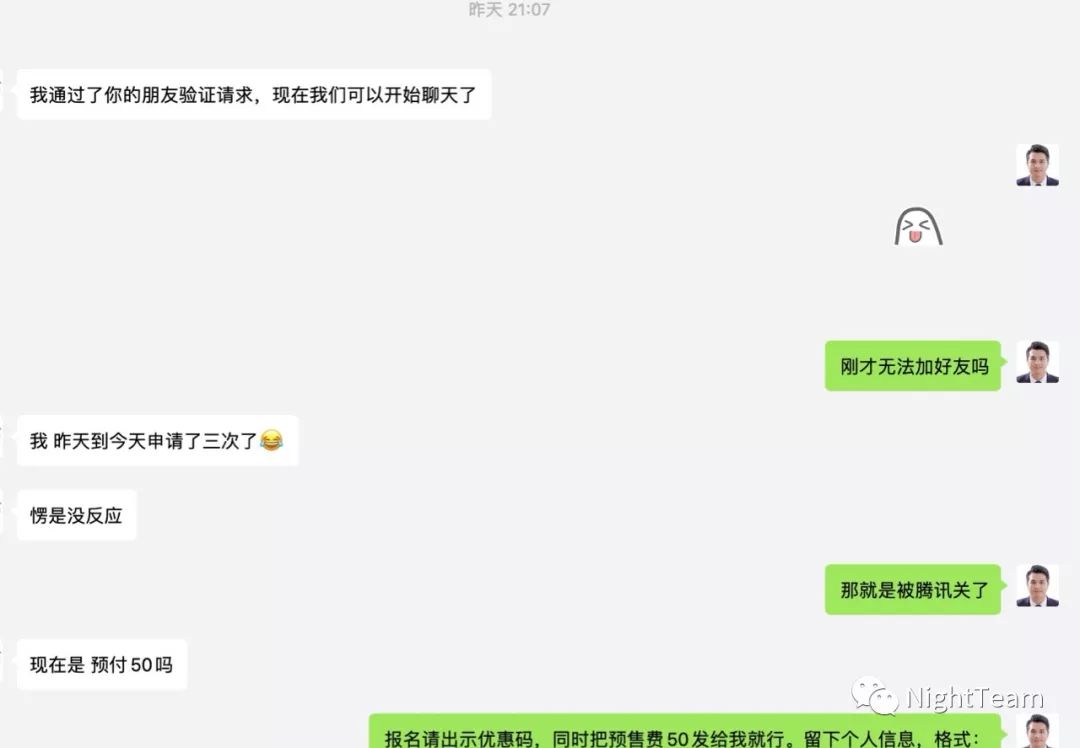 昨天 21:07
我通过了你的朋友验证请求，现在我们可以开始聊天了
刚才无法加好友吗
我 昨天到今天申请了三次了😂
愣是没反应
那就是被腾讯关了
现在是 预付50吗
NightTeam
报名请出示优惠码，同时把预售费50发给我就行。留下个人信息，格式：